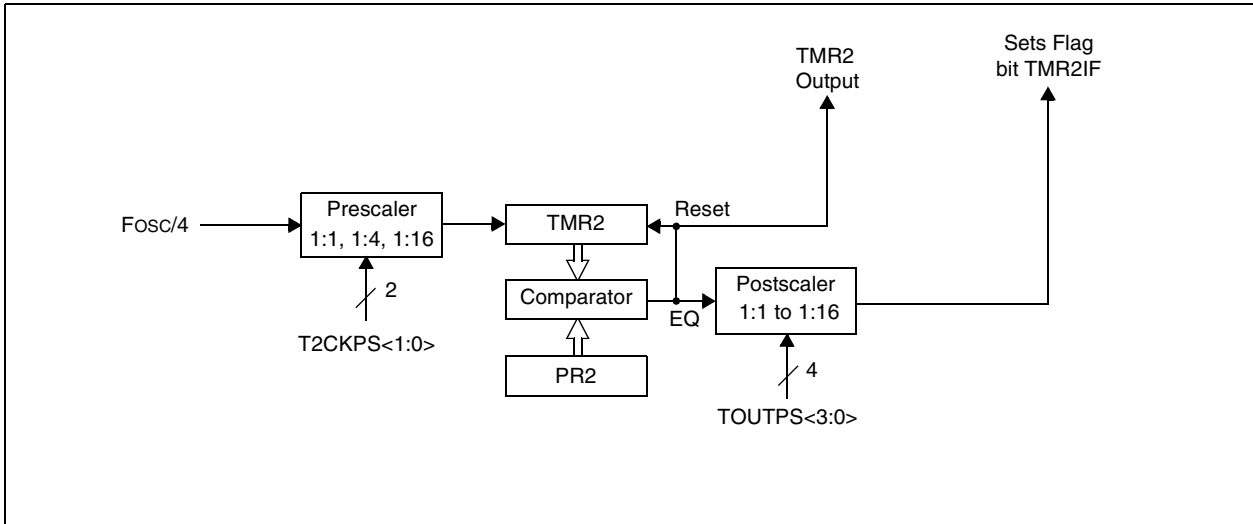 TMR2
Output
Sets Flag
bit TMR2IF
FOSC/4
Prescaler
1:1, 1:4, 1:16
2
T2CKPS<1:0>
TMR2
Reset
Comparator
EQ
PR2
Postscaler
1:1 to 1:16
4
TOUTPS<3:0>